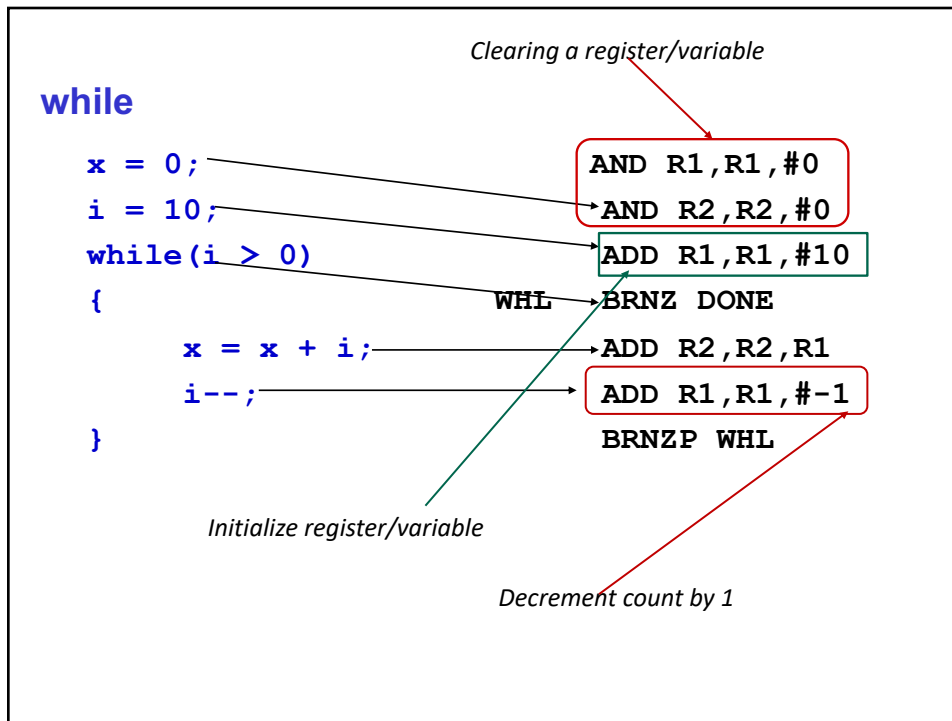 Clearing a register/variable
while
x = 0; AND R1,R1,#0
i = 10; AND R2,R2,#0
while(i > 0) ADD R1,R1,#10
{ WHL BRNZ DONE
x = x + i; ADD R2,R2,R1
i--; ADD R1,R1,#-1
} BRNZP WHL
Initialize register/variable
Decrement count by 1